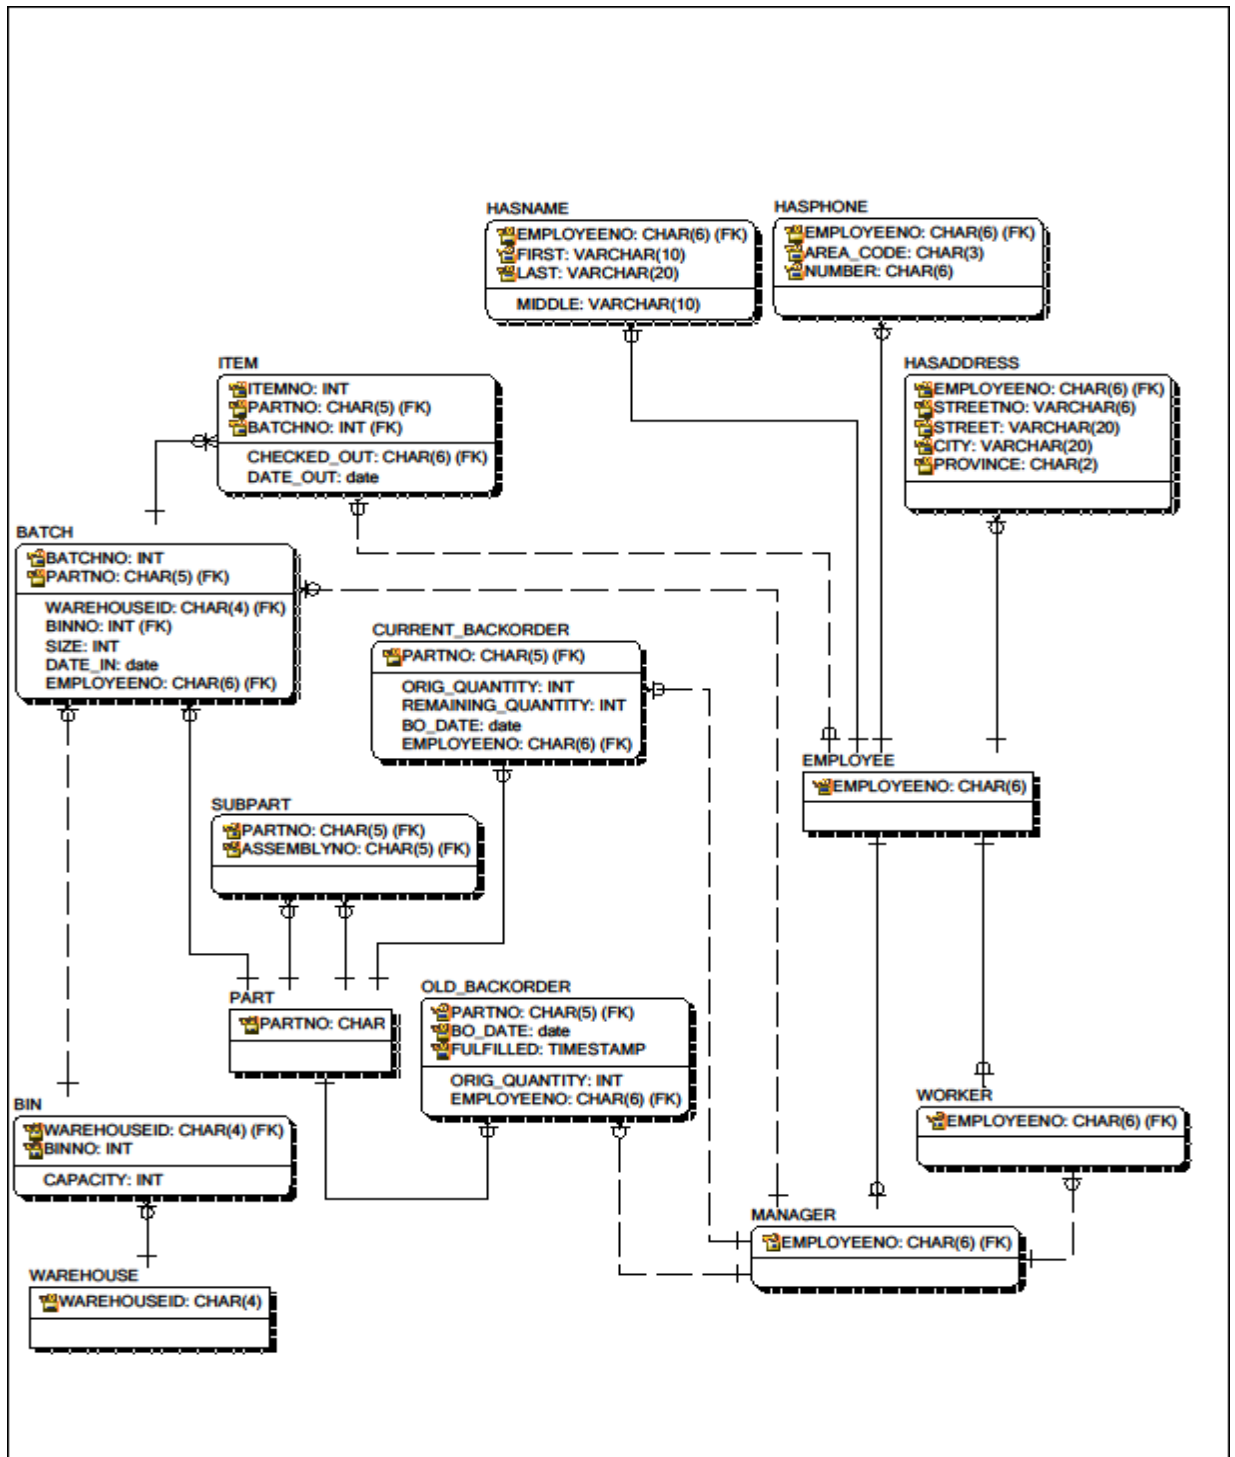 HASNAME
EMPLOYEENO: CHAR(6) (FK)
FIRST: VARCHAR(10)
LAST: VARCHAR(20)
MIDDLE: VARCHAR(10)
HASPHONE
EMPLOYEENO: CHAR(6) (FK)
AREA_CODE: CHAR(3)
NUMBER: CHAR(6)
ITEM
ITEMNO: INT
PARTNO: CHAR(5) (FK)
BATCHNO: INT (FK)
CHECKED_OUT: CHAR(6) (FK)
DATE_OUT: date
HASADDRESS
EMPLOYEENO: CHAR(6) (FK)
STREETNO: VARCHAR(6)
STREET: VARCHAR(20)
CITY: VARCHAR(20)
PROVINCE: CHAR(2)
BATCH
BATCHNO: INT
PARTNO: CHAR(5) (FK)
WAREHOUSEID: CHAR(4) (FK)
BINNO: INT (FK)
SIZE: INT
DATE_IN: date
EMPLOYEENO: CHAR(6) (FK)
CURRENT_BACKORDER
PARTNO: CHAR(5) (FK)
ORIG_QUANTITY: INT
REMAINING_QUANTITY: INT
BO_DATE: date
EMPLOYEENO: CHAR(6) (FK)
EMPLOYEE
EMPLOYEENO: CHAR(6)
SUBPART
PARTNO: CHAR(5) (FK)
ASSEMBLYNO: CHAR(5) (FK)
PART
PARTNO: CHAR
OLD_BACKORDER
PARTNO: CHAR(5) (FK)
BO_DATE: date
FULFILLED: TIMESTAMP
ORIG_QUANTITY: INT
EMPLOYEENO: CHAR(6) (FK)
BIN
WAREHOUSEID: CHAR(4) (FK)
BINNO: INT
CAPACITY: INT
WORKER
EMPLOYEENO: CHAR(6) (FK)
MANAGER
EMPLOYEENO: CHAR(6) (FK)
WAREHOUSE
WAREHOUSEID: CHAR(4)